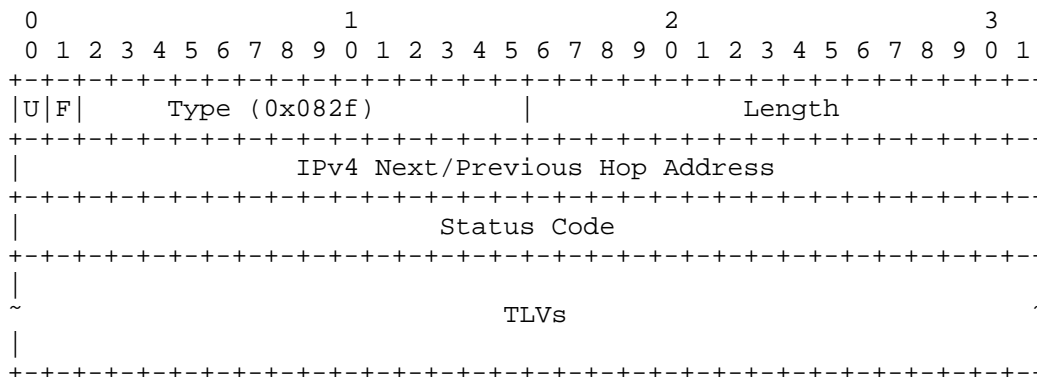 0                   1                   2                   3
 0 1 2 3 4 5 6 7 8 9 0 1 2 3 4 5 6 7 8 9 0 1 2 3 4 5 6 7 8 9 0 1
+-+-+-+-+-+-+-+-+-+-+-+-+-+-+-+-+-+-+-+-+-+-+-+-+-+-+-+-+-+-+-+-
|U|F|     Type (0x082f)         |             Length
+-+-+-+-+-+-+-+-+-+-+-+-+-+-+-+-+-+-+-+-+-+-+-+-+-+-+-+-+-+-+-+-
|                 IPv4 Next/Previous Hop Address
+-+-+-+-+-+-+-+-+-+-+-+-+-+-+-+-+-+-+-+-+-+-+-+-+-+-+-+-+-+-+-+-
|                          Status Code
+-+-+-+-+-+-+-+-+-+-+-+-+-+-+-+-+-+-+-+-+-+-+-+-+-+-+-+-+-+-+-+-
|
~                              TLVs                              ~
|
+-+-+-+-+-+-+-+-+-+-+-+-+-+-+-+-+-+-+-+-+-+-+-+-+-+-+-+-+-+-+-+-